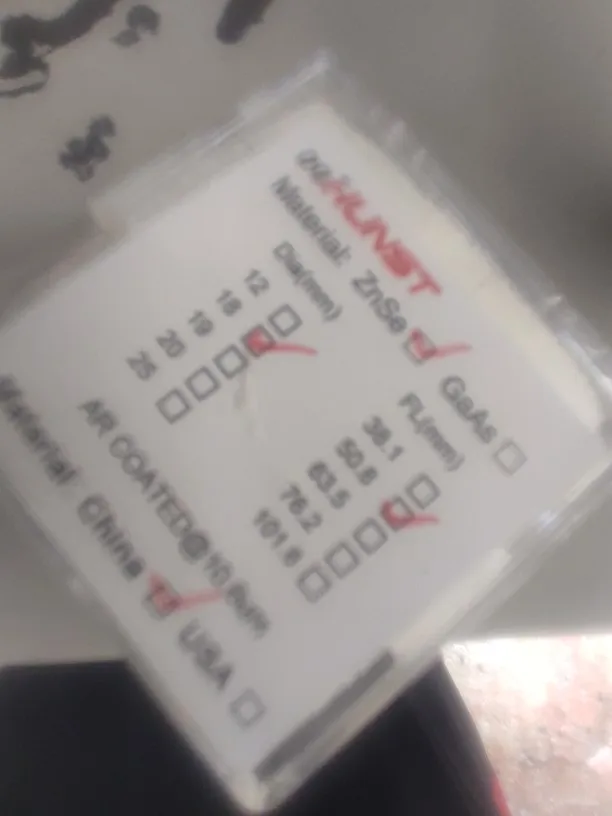 HUNST
Material: ZnSe GaAs
Dia(mm) FL(mm)
12 38.1
18 50.8
19 63.5
20 76.2
25 101.6
AR COATED@10.6um
Material: China USA